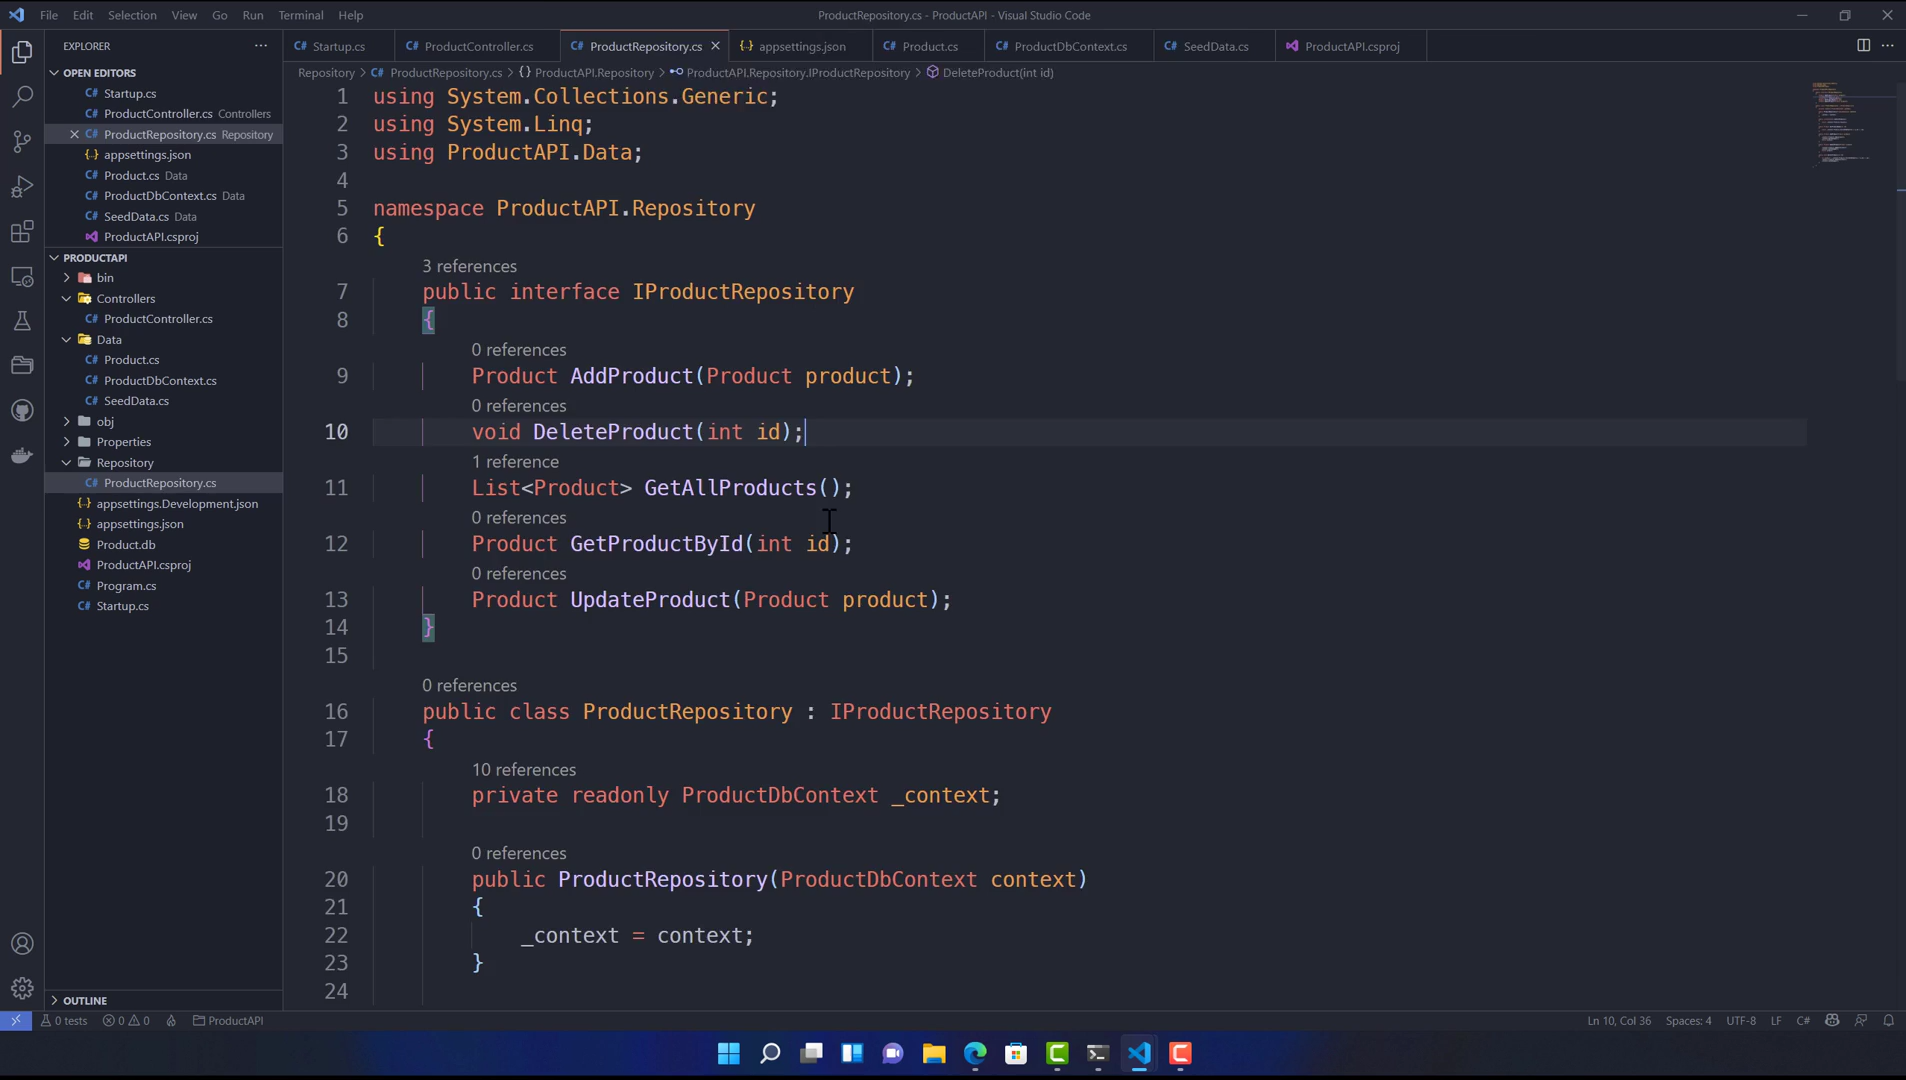 File Edit Selection View Go Run Terminal Help
ProductRepository.cs - ProductAPI - Visual Studio Code
EXPLORER
Startup.cs ProductController.cs ProductRepository.cs appsettings.json Product.cs ProductDbContext.cs SeedData.cs ProductAPI.csproj
Repository > ProductRepository.cs > ProductAPI.Repository > ProductAPI.Repository.IProductRepository > DeleteProduct(int id)
OPEN EDITORS
Startup.cs
ProductController.cs Controllers
ProductRepository.cs Repository
appsettings.json
Product.cs Data
ProductDbContext.cs Data
SeedData.cs Data
ProductAPI.csproj
PRODUCTAPI
bin
Controllers
ProductController.cs
Data
Product.cs
ProductDbContext.cs
SeedData.cs
obj
Properties
Repository
ProductRepository.cs
appsettings.Development.json
appsettings.json
Product.db
ProductAPI.csproj
Program.cs
Startup.cs
OUTLINE
1 using System.Collections.Generic;
2 using System.Linq;
3 using ProductAPI.Data;
4
5 namespace ProductAPI.Repository
6 {
3 references
7 public interface IProductRepository
8 {
0 references
9 Product AddProduct(Product product);
0 references
10 void DeleteProduct(int id);
1 reference
11 List<Product> GetAllProducts();
0 references
12 Product GetProductById(int id);
0 references
13 Product UpdateProduct(Product product);
14 }
15
0 references
16 public class ProductRepository : IProductRepository
17 {
10 references
18 private readonly ProductDbContext _context;
19
0 references
20 public ProductRepository(ProductDbContext context)
21 {
22 _context = context;
23 }
24
0 tests 0 0 ProductAPI
Ln 10, Col 36 Spaces: 4 UTF-8 LF C#